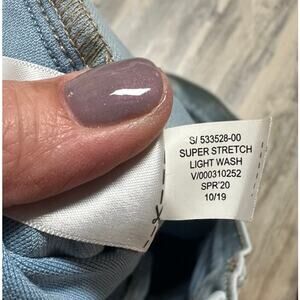 S/ 533528-00
SUPER STRETCH
LIGHT WASH
V/000310252
SPR'20
10/19